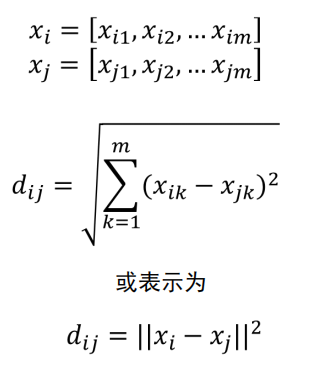 x_i = [x_{i1}, x_{i2}, … x_{im}]
x_j = [x_{j1}, x_{j2}, … x_{jm}]
d_{ij} = \sqrt{\sum_{k=1}^{m} (x_{ik} − x_{jk})^2}
或表示为
d_{ij} = ||x_i − x_j||^2